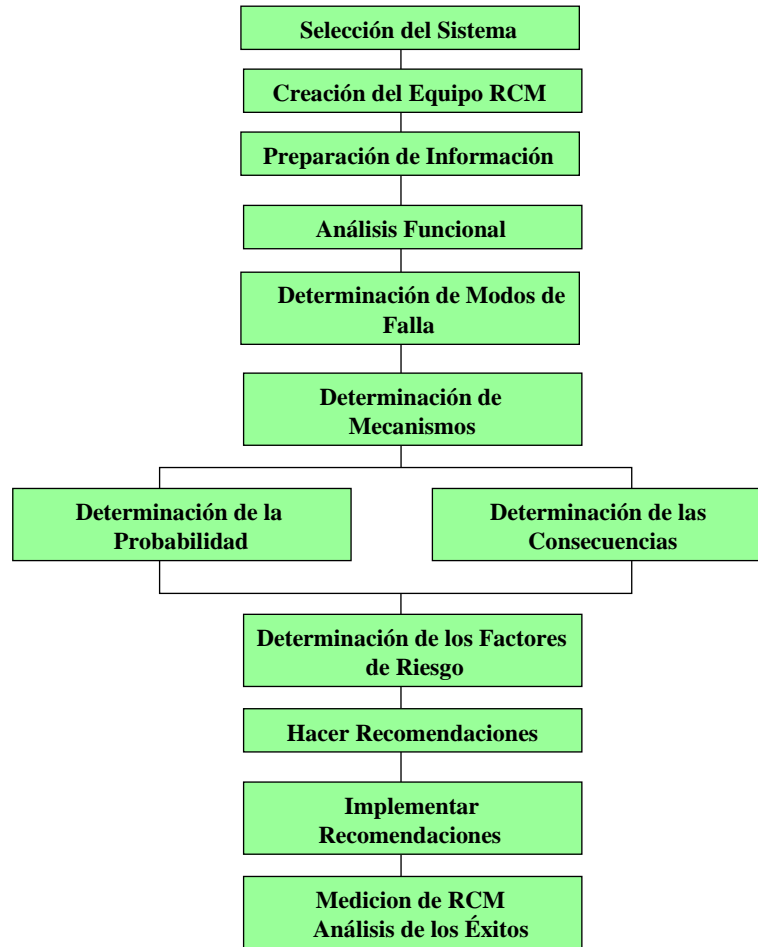 Selección del Sistema
Creación del Equipo RCM
Preparación de Información
Análisis Funcional
Determinación de Modos de
Falla
Determinación de
Mecanismos
Determinación de la
Probabilidad
Determinación de las
Consecuencias
Determinación de los Factores
de Riesgo
Hacer Recomendaciones
Implementar
Recomendaciones
Medicion de RCM
Análisis de los Éxitos